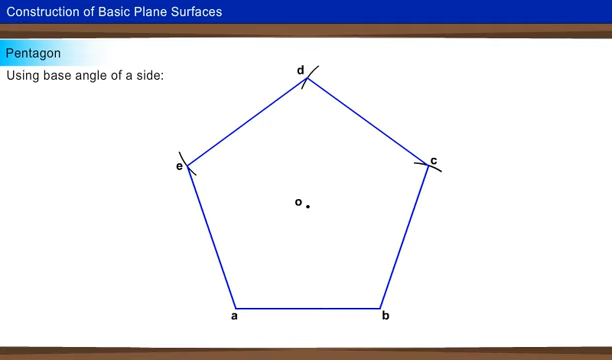 Construction of Basic Plane Surfaces
Pentagon
Using base angle of a side:
d
e
c
o
a
b